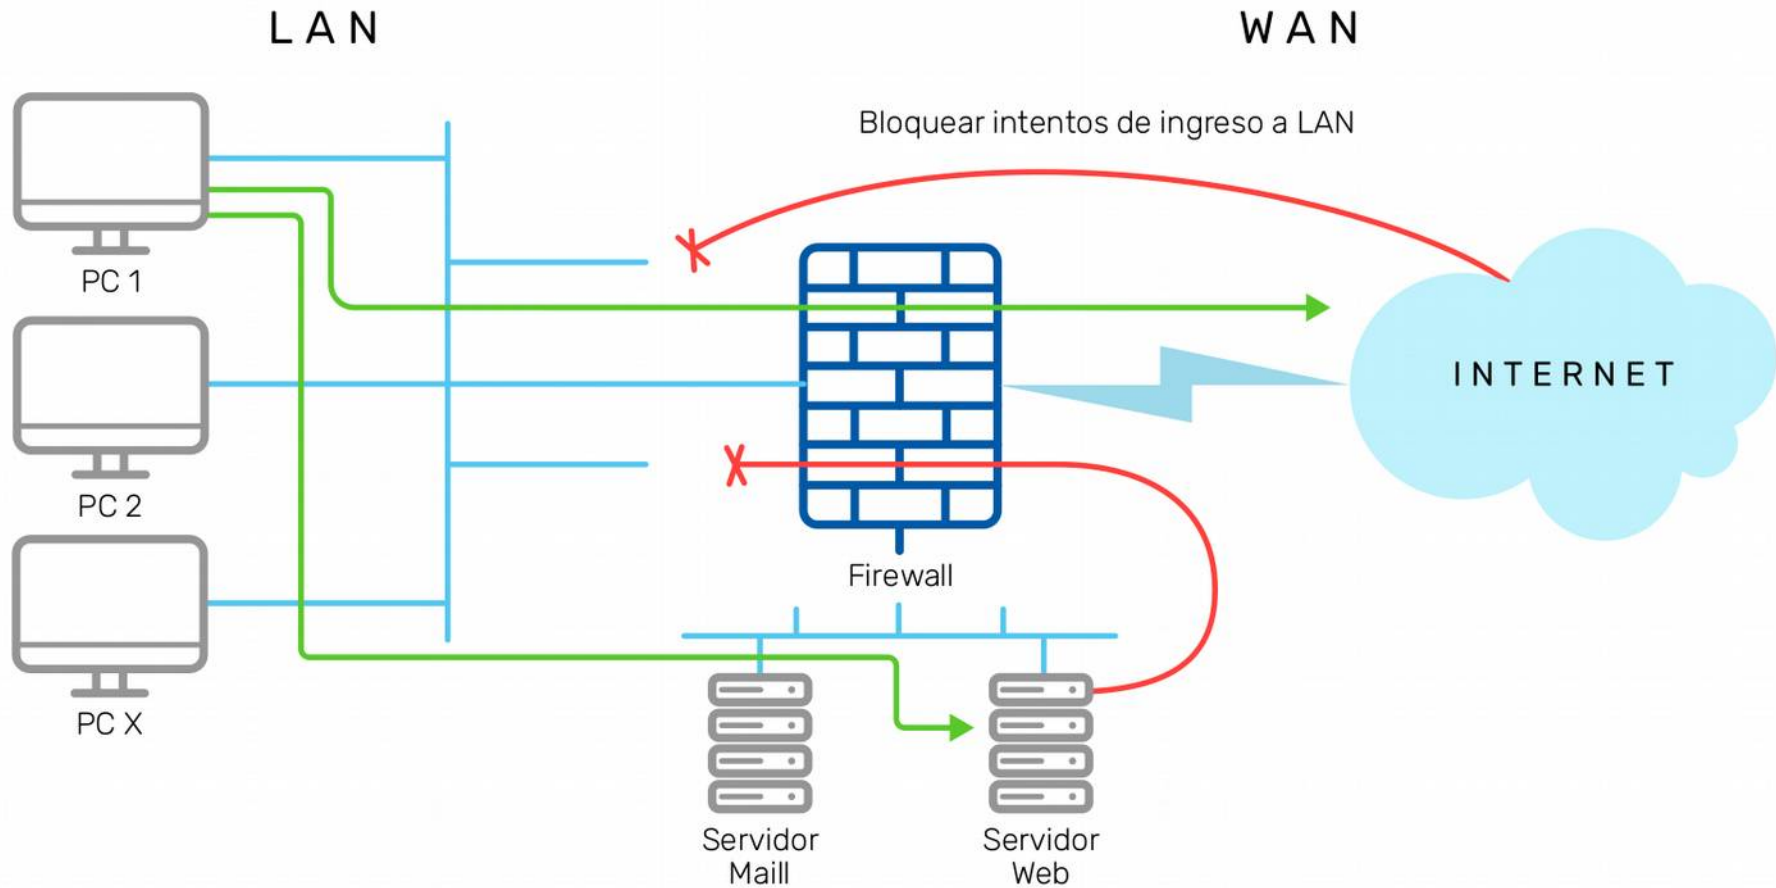 LAN
WAN
Bloquear intentos de ingreso a LAN
PC 1
INTERNET
PC 2
Firewall
PC X
Servidor
Maill
Servidor
Web